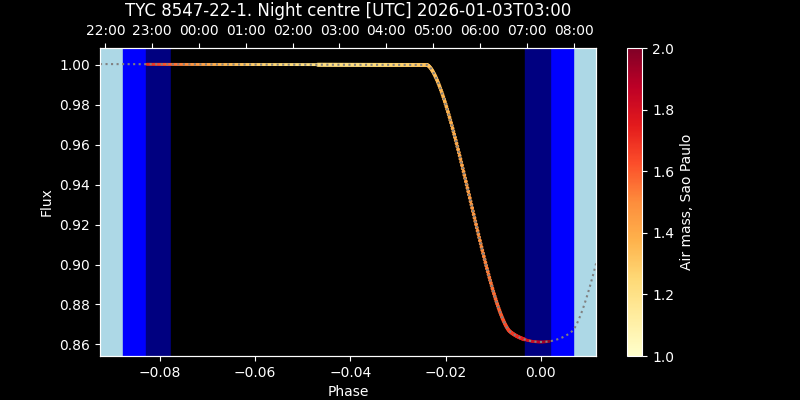 TYC 8547-22-1. Night centre [UTC] 2026-01-03T03:00
22:00 23:00 00:00 01:00 02:00 03:00 04:00 05:00 06:00 07:00 08:00
1.00
0.98
0.96
0.94
0.92
0.90
0.88
0.86
Flux
−0.08 −0.06 −0.04 −0.02 0.00
Phase
2.0
1.8
1.6
1.4
1.2
1.0
Air mass, Sao Paulo